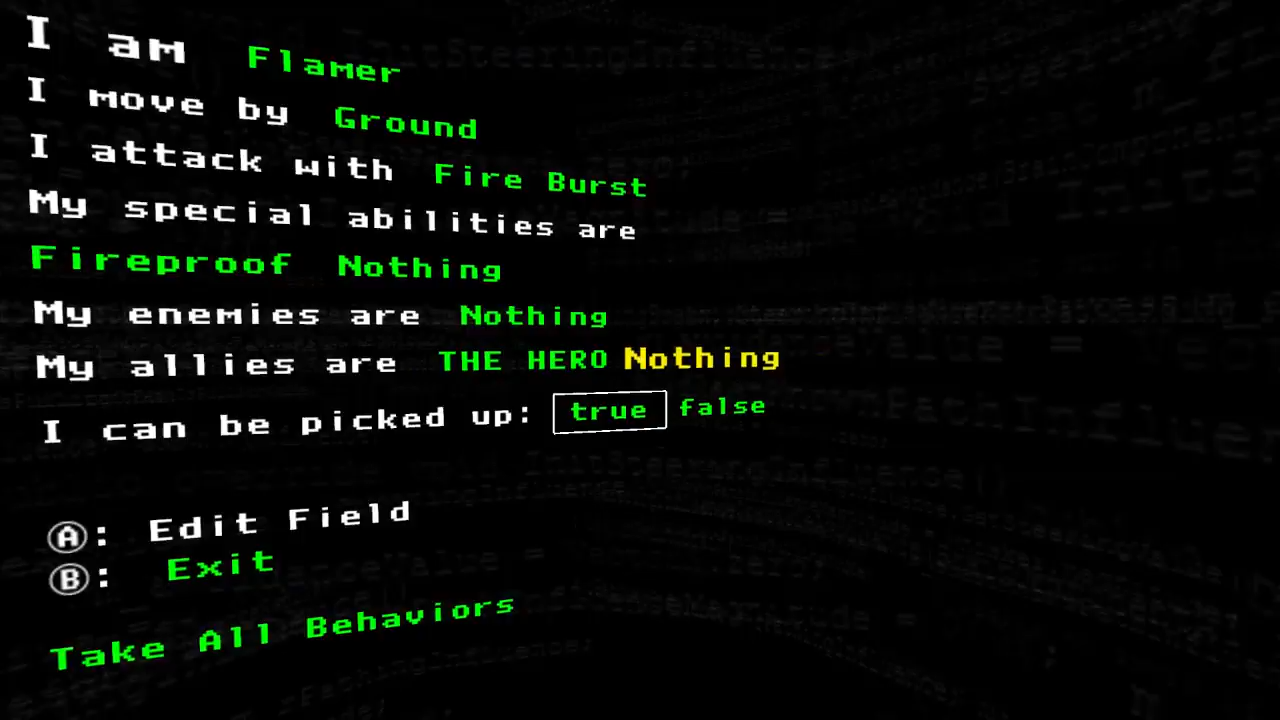 I am Flamer
I move by Ground
I attack with Fire Burst
My special abilities are
Fireproof Nothing
My enemies are Nothing
My allies are THE HERO Nothing
I can be picked up: true false
A: Edit Field
B: Exit
Take All Behaviors